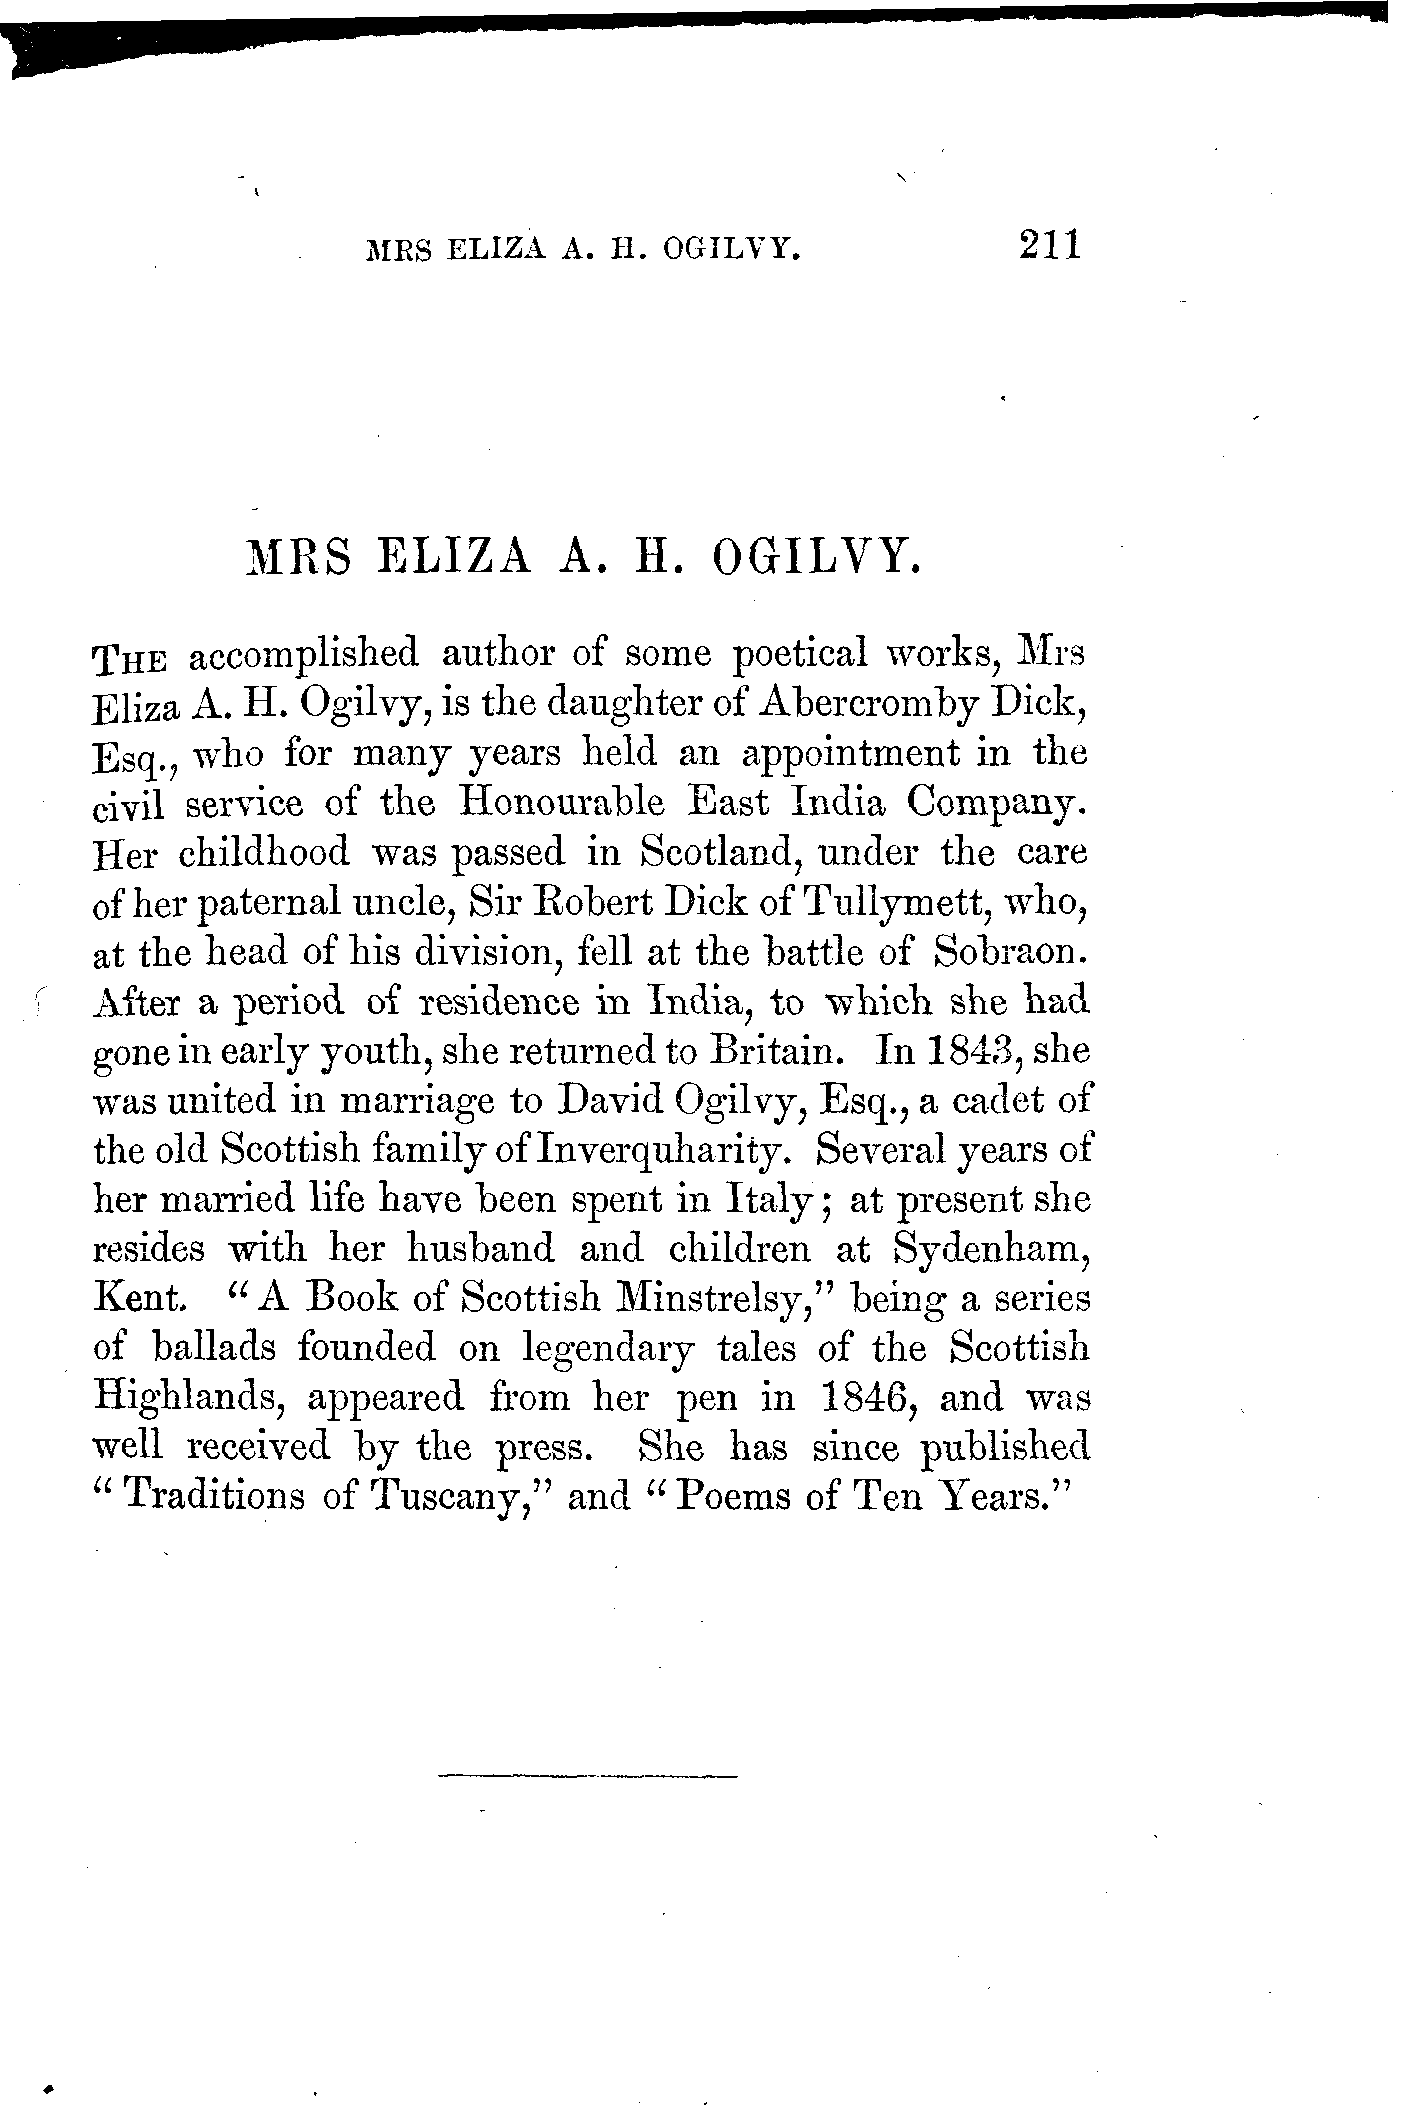 MRS ELIZA A. H. OGILVY. 211
MRS ELIZA A. H. OGILVY.
THE accomplished author of some poetical works, Mrs
Eliza A. H. Ogilvy, is the daughter of Abercromby Dick,
Esq., who for many years held an appointment in the
civil service of the Honourable East India Company.
Her childhood was passed in Scotland, under the care
of her paternal uncle, Sir Robert Dick of Tullymett, who,
at the head of his division, fell at the battle of Sobraon.
After a period of residence in India, to which she had
gone in early youth, she returned to Britain. In 1843, she
was united in marriage to David Ogilvy, Esq., a cadet of
the old Scottish family of Inverquharity. Several years of
her married life have been spent in Italy; at present she
resides with her husband and children at Sydenham,
Kent. “A Book of Scottish Minstrelsy,” being a series
of ballads founded on legendary tales of the Scottish
Highlands, appeared from her pen in 1846, and was
well received by the press. She has since published
“Traditions of Tuscany,” and “Poems of Ten Years.”